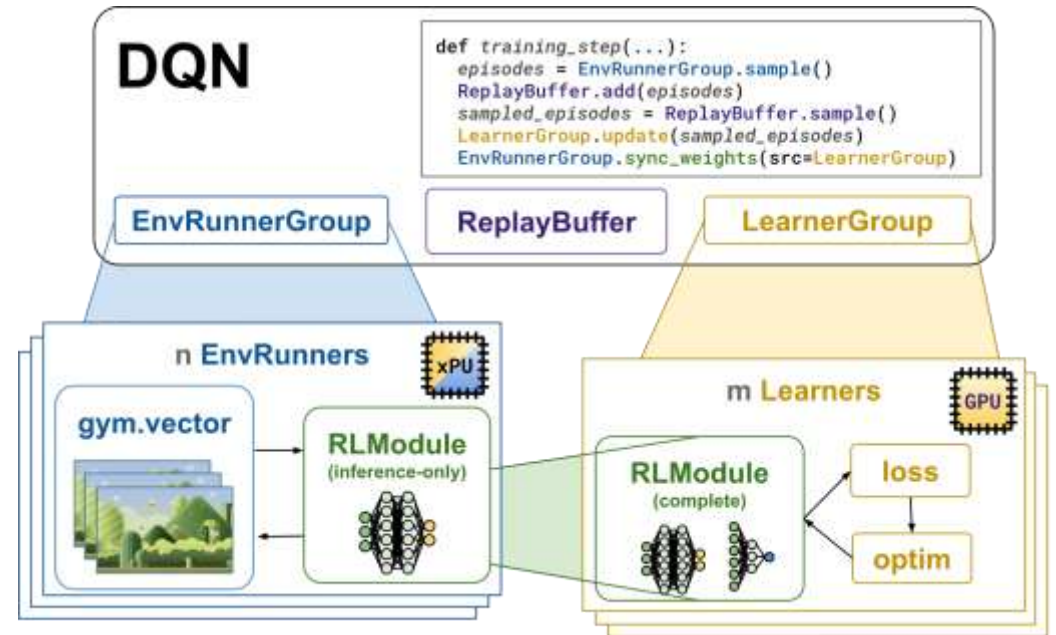 DQN
def training_step(...):
episodes = EnvRunnerGroup.sample()
ReplayBuffer.add(episodes)
sampled_episodes = ReplayBuffer.sample()
LearnerGroup.update(sampled_episodes)
EnvRunnerGroup.sync_weights(src=LearnerGroup)
EnvRunnerGroup
ReplayBuffer
LearnerGroup
n EnvRunners
xPU
gym.vector
RLModule
(inference-only)
m Learners
GPU
RLModule
(complete)
loss
optim